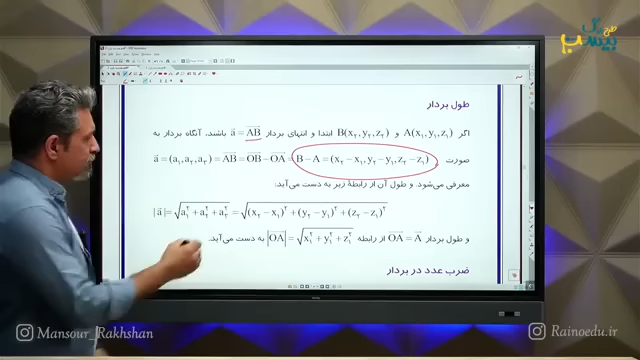 طرح یک
بیست
طول بردار
اگر A(x₁,y₁,z₁) و B(x₂,y₂,z₂) ابتدا و انتهای بردار a⃗ = AB⃗ باشند، آنگاه بردار به
صورت a⃗ = (a₁,a₂,a₃) = AB⃗ = OB⃗ − OA⃗ = B − A = (x₂ − x₁, y₂ − y₁, z₂ − z₁)
معرفی می‌شود. و طول آن از رابطهٔ زیر به دست می‌آید:
|a⃗| = √(a₁² + a₂² + a₃²) = √((x₂ − x₁)² + (y₂ − y₁)² + (z₂ − z₁)²)
و طول بردار OA⃗ = A از رابطه |OA⃗| = √(x₁² + y₁² + z₁²) به دست می‌آید.
ضرب عدد در بردار
Mansour_Rakhshan
Rainoedu.ir